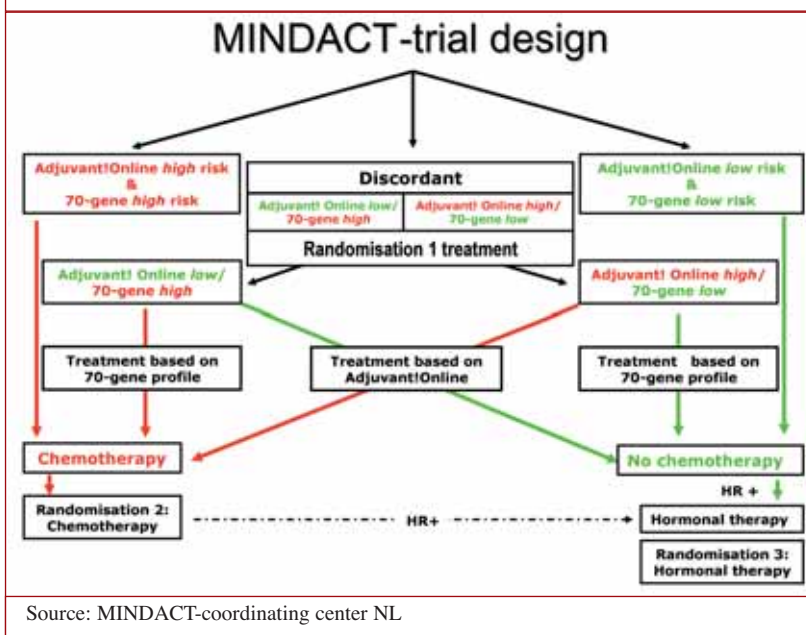 MINDACT-trial design
Adjuvant!Online high risk
&
70-gene high risk
Discordant
Adjuvant! Online low/
70-gene high
Adjuvant! Online high/
70-gene low
Randomisation 1 treatment
Adjuvant!Online low risk
&
70-gene low risk
Adjuvant! Online low/
70-gene high
Adjuvant! Online high/
70-gene low
Treatment based on
70-gene profile
Treatment based on
Adjuvant!Online
Treatment based on
70-gene profile
Chemotherapy
No chemotherapy
HR +
Randomisation 2:
Chemotherapy
HR+
Hormonal therapy
Randomisation 3:
Hormonal therapy
Source: MINDACT-coordinating center NL